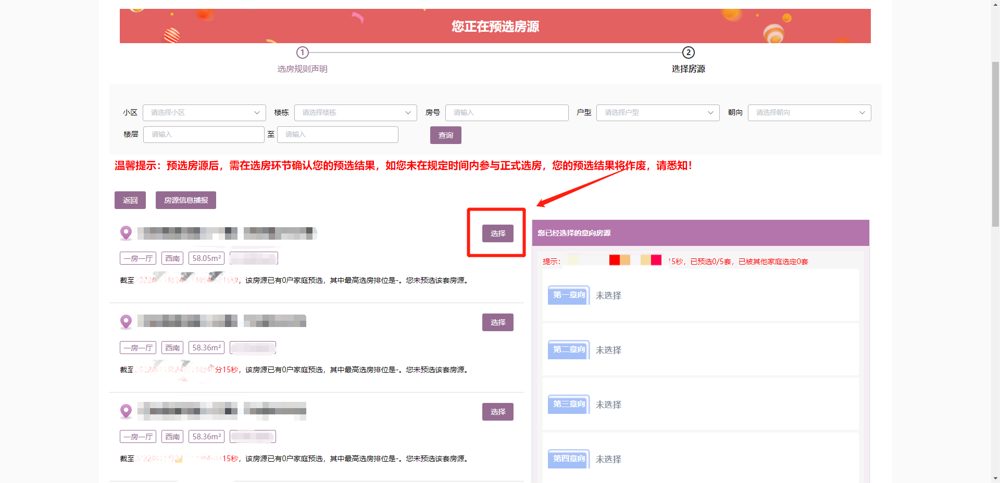 您正在预选房源
1
2
选房规则声明
选择房源
小区 请选择小区 楼栋 请选择楼栋 房号 请输入 户型 请选择户型 朝向 请选择朝向
楼层 请输入 至 请输入 查询
温馨提示：预选房源后，需在选房环节确认您的预选结果，如您未在规定时间内参与正式选房，您的预选结果将作废，请悉知！
返回 房源信息播报
选择
一房一厅 西南 58.05m²
截至 ，该房源已有0户家庭预选，其中最高选房排位是-。您未预选该套房源。
选择
一房一厅 西南 58.36m²
截至 分15秒，该房源已有0户家庭预选，其中最高选房排位是-。您未预选该套房源。
选择
一房一厅 西南 58.36m²
截至 15秒，该房源已有0户家庭预选，其中最高选房排位是-。您未预选该套房源。
您已经选择的意向房源
提示： 15秒，已预选0/5套，已被其他家庭选定0套
第一意向 未选择
第二意向 未选择
第三意向 未选择
第四意向 未选择